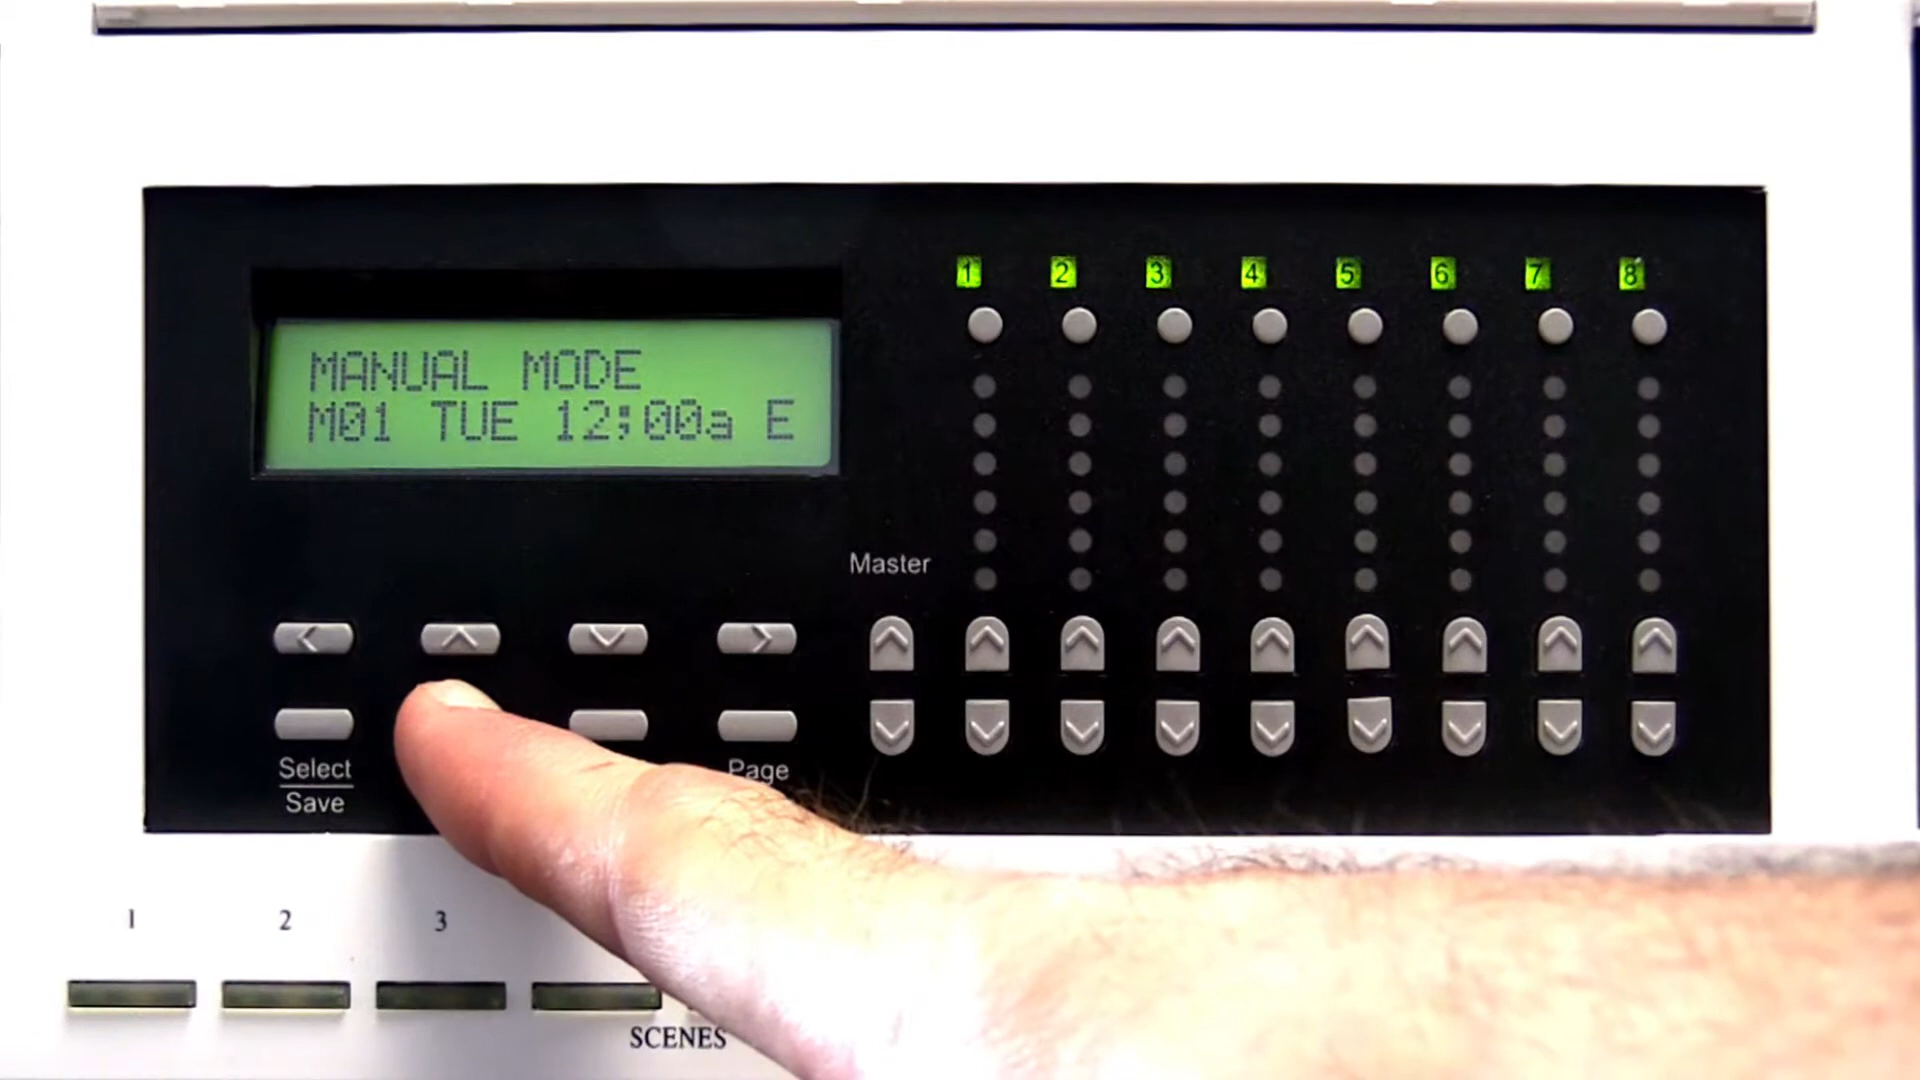 MANUAL MODE
M01 TUE 12;00a E
1 2 3 4 5 6 7 8
Master
Select
Save
Page
1 2 3
SCENES